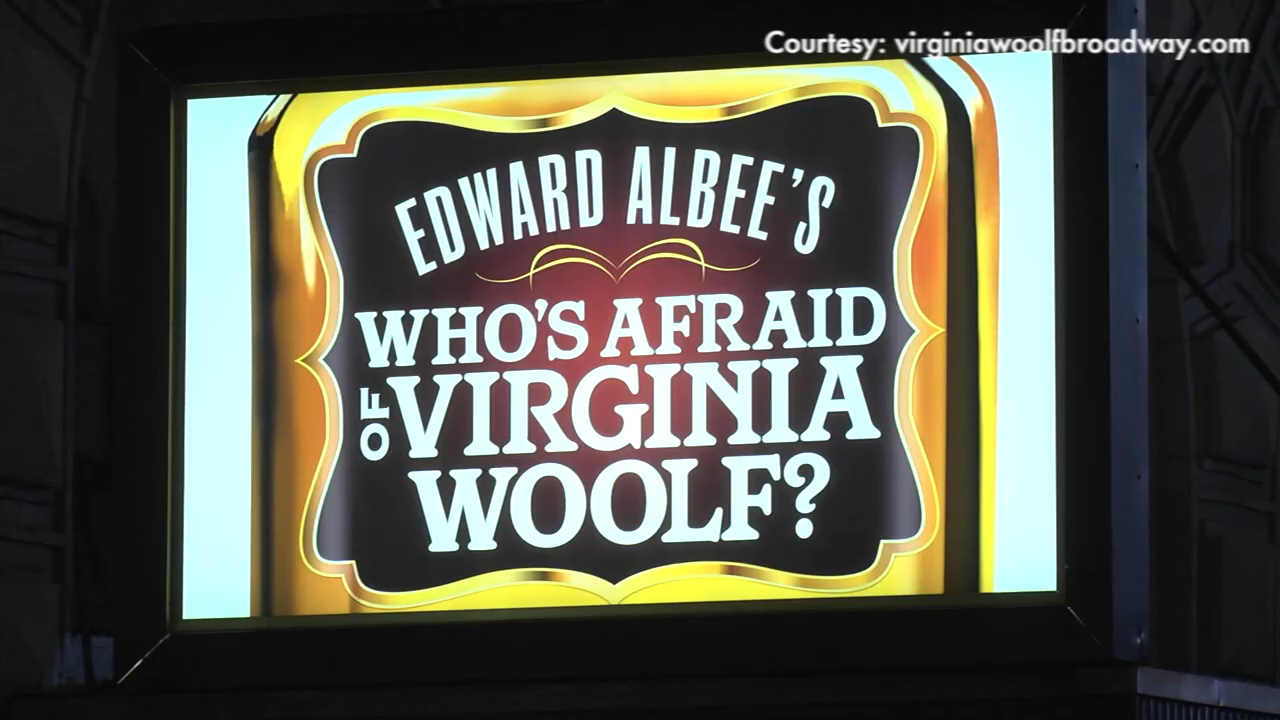 Courtesy: virginiawoolfbroadway.com
EDWARD ALBEE'S
WHO'S AFRAID
OF VIRGINIA
WOOLF?